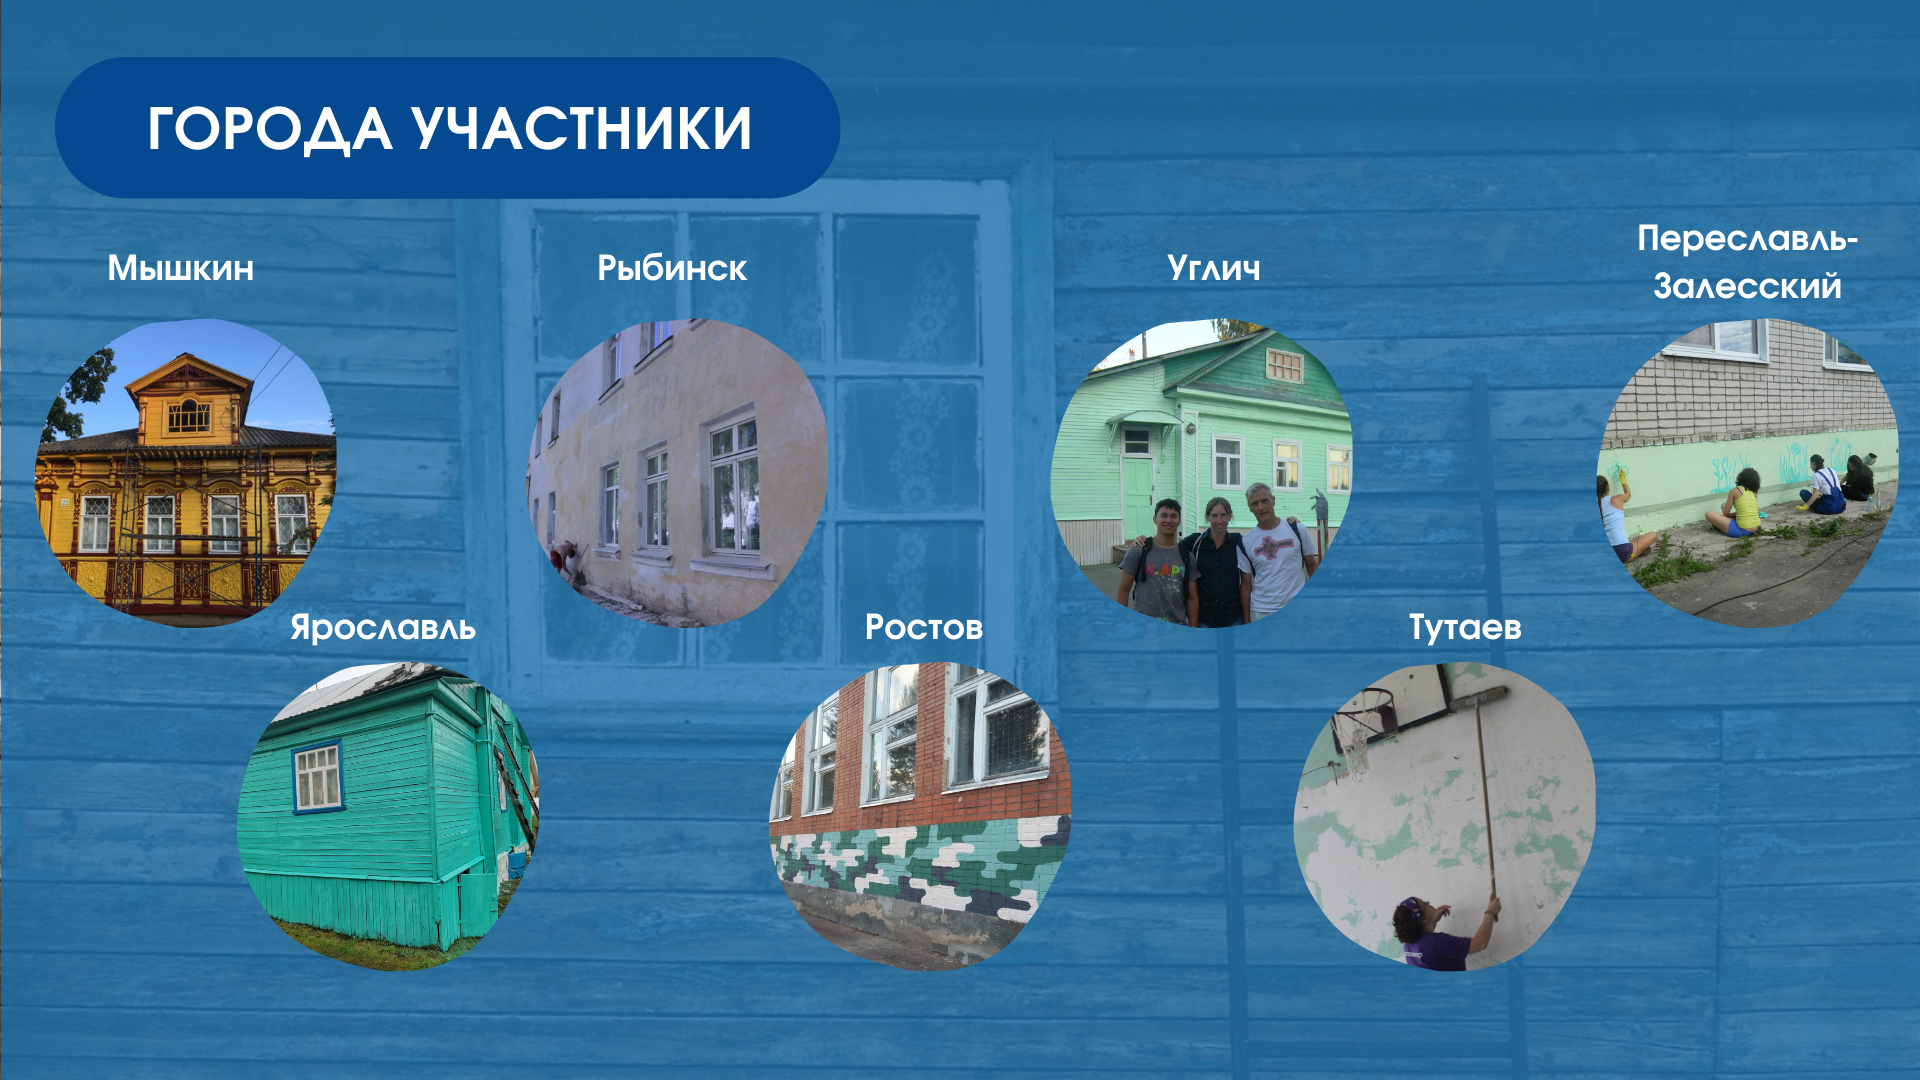 ГОРОДА УЧАСТНИКИ
Мышкин
Рыбинск
Углич
Переславль-
Залесский
Ярославль
Ростов
Тутаев